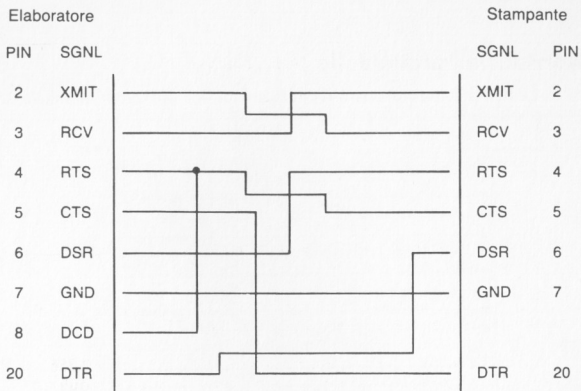 Elaboratore Stampante
PIN SGNL SGNL PIN
2 XMIT XMIT 2
3 RCV RCV 3
4 RTS RTS 4
5 CTS CTS 5
6 DSR DSR 6
7 GND GND 7
8 DCD
20 DTR DTR 20